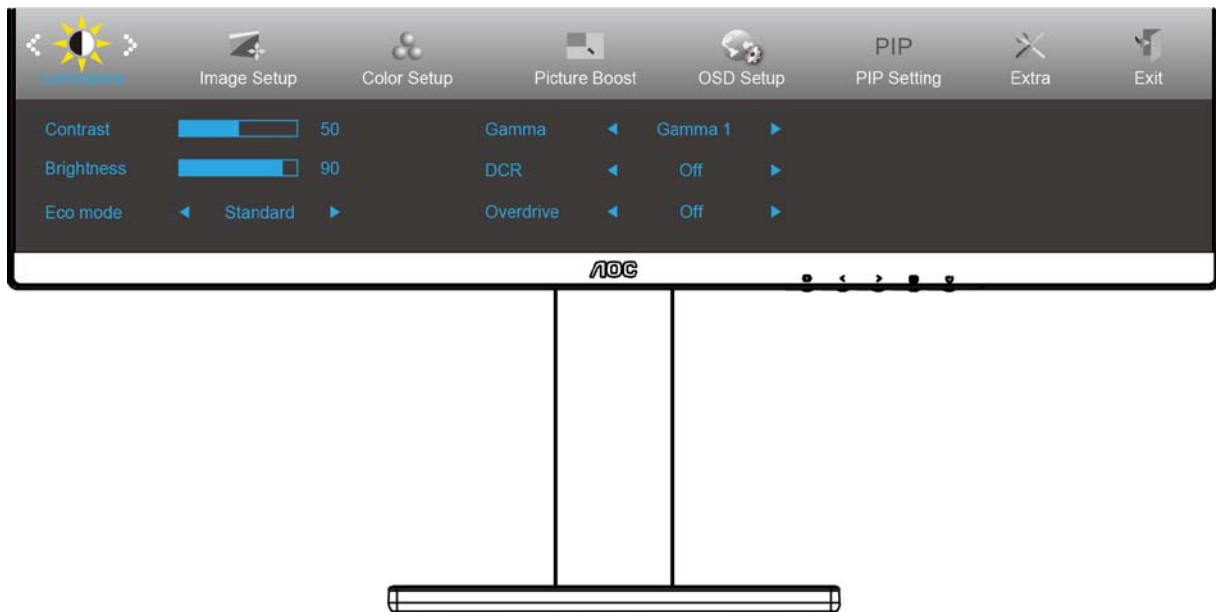 Luminance
Image Setup
Color Setup
Picture Boost
OSD Setup
PIP
PIP Setting
Extra
Exit
Contrast 50 Gamma Gamma 1
Brightness 90 DCR Off
Eco mode Standard Overdrive Off
AOC